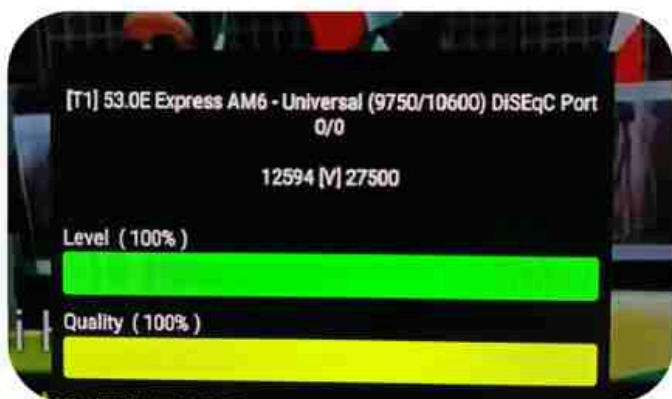 [T1] 53.0E Express AM6 - Universal (9750/10600) DiSEqC Port
0/0
12594 [V] 27500
Level ( 100% )
Quality ( 100% )